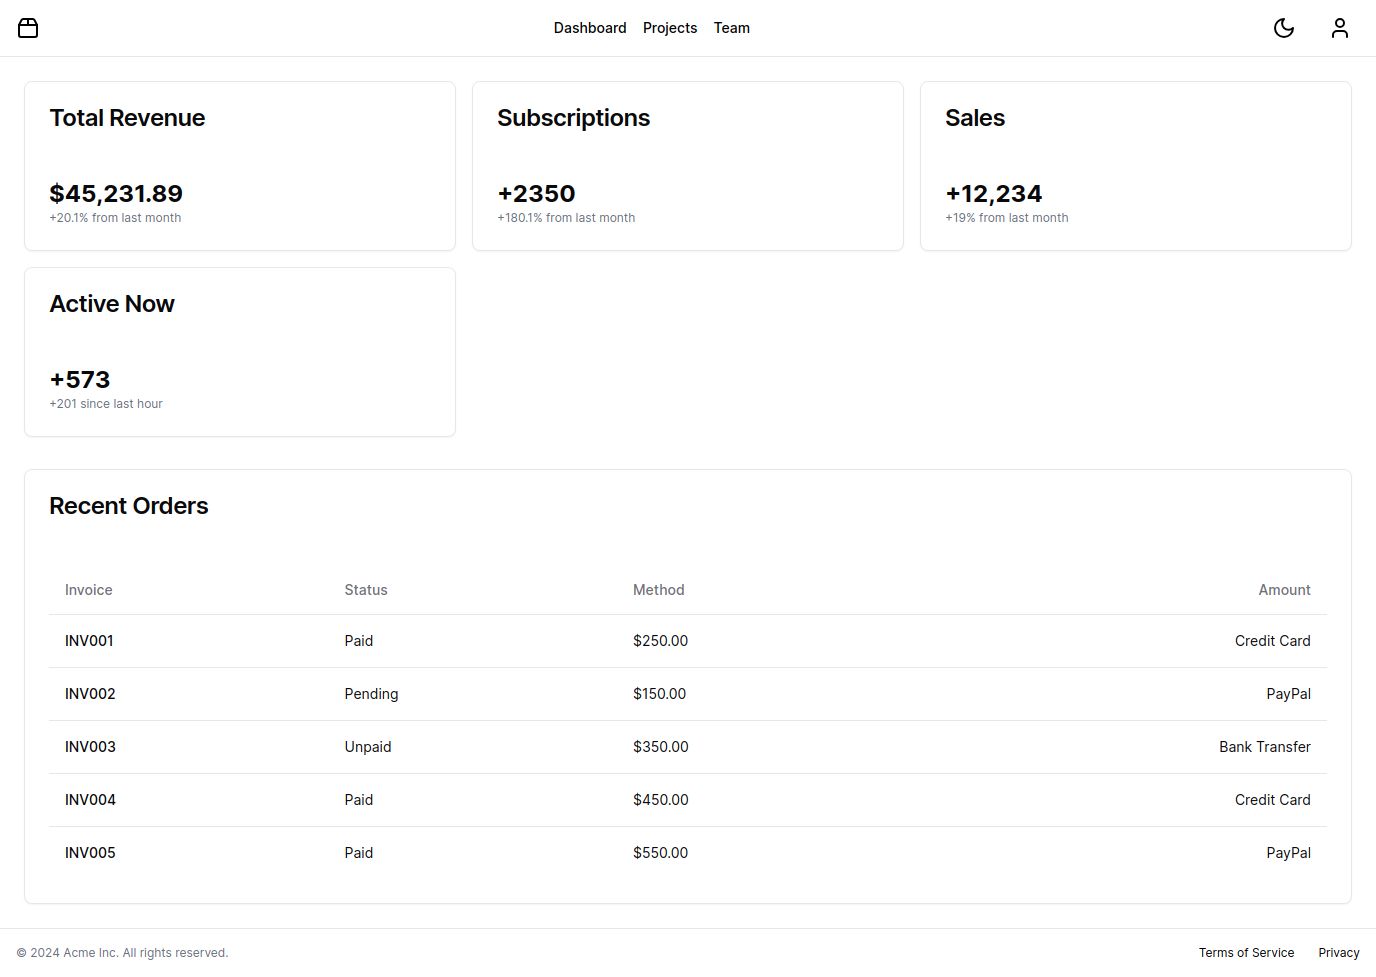 Dashboard Projects Team
Total Revenue
$45,231.89
+20.1% from last month
Subscriptions
+2350
+180.1% from last month
Sales
+12,234
+19% from last month
Active Now
+573
+201 since last hour
Recent Orders
Invoice Status Method Amount
INV001 Paid $250.00 Credit Card
INV002 Pending $150.00 PayPal
INV003 Unpaid $350.00 Bank Transfer
INV004 Paid $450.00 Credit Card
INV005 Paid $550.00 PayPal
© 2024 Acme Inc. All rights reserved. Terms of Service Privacy